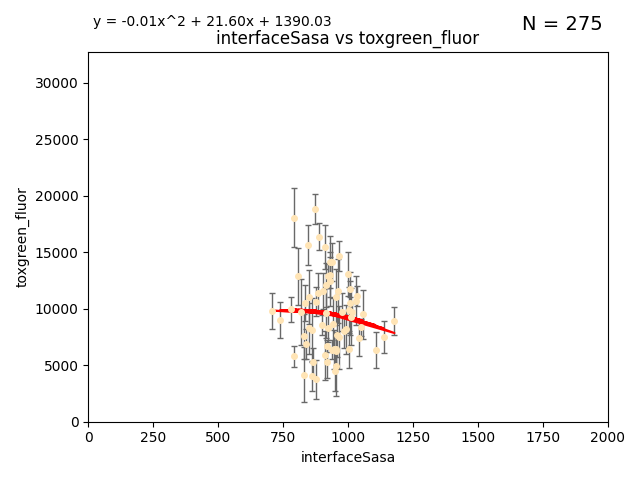 y = -0.01x^2 + 21.60x + 1390.03
N = 275
interfaceSasa vs toxgreen_fluor
30000
25000
20000
15000
10000
5000
0
toxgreen_fluor
0 250 500 750 1000 1250 1500 1750 2000
interfaceSasa